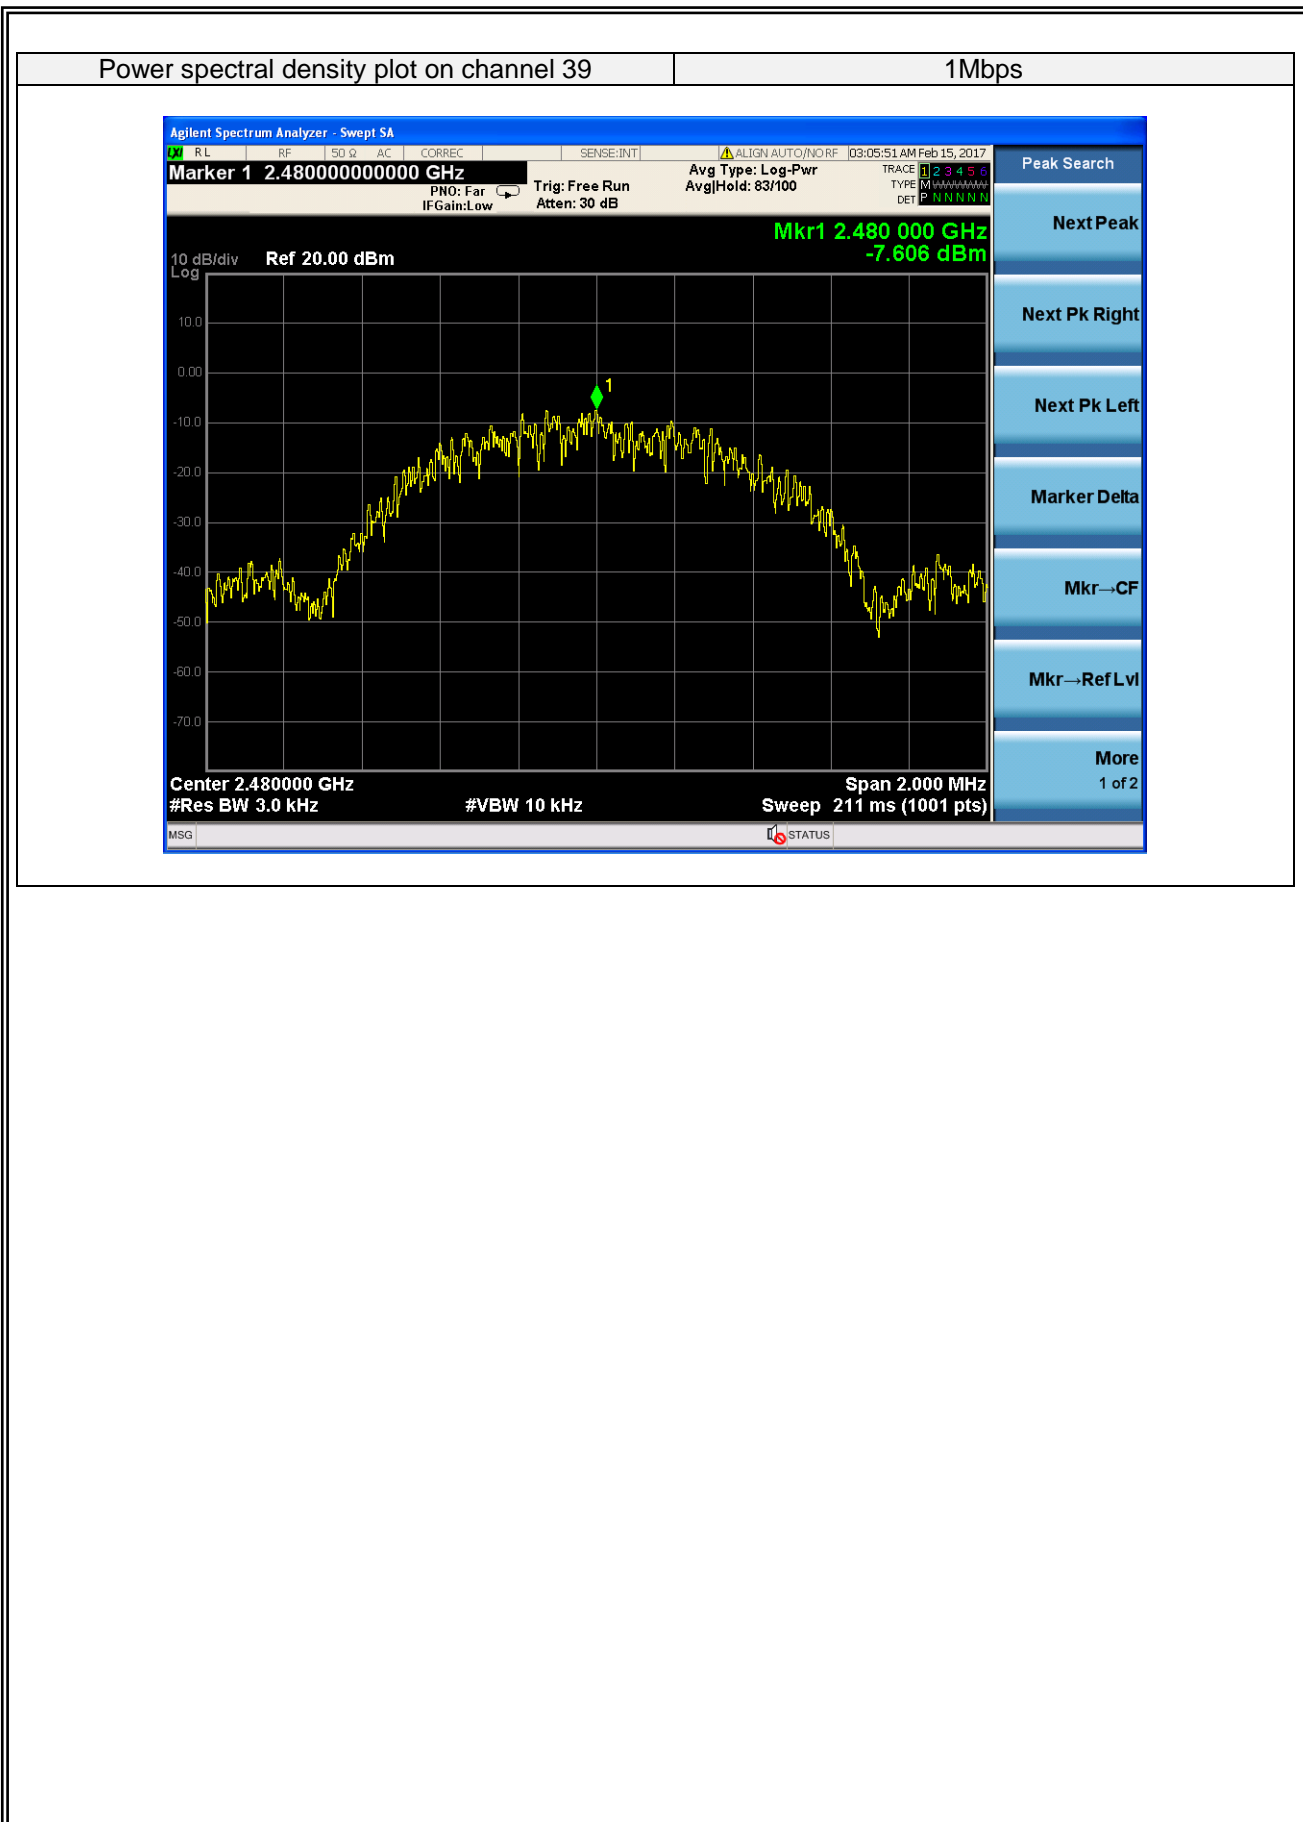 Power spectral density plot on channel 39 1Mbps
Agilent Spectrum Analyzer - Swept SA
LXI RL RF 50 Ω AC CORREC SENSE:INT ALIGN AUTO/NO RF 03:05:51 AM Feb 15, 2017
Marker 1 2.480000000000 GHz
PNO: Far
IFGain:Low
Trig: Free Run
Atten: 30 dB
Avg Type: Log-Pwr
Avg|Hold: 83/100
TRACE 1 2 3 4 5 6
TYPE M
DET P N N N N N
Mkr1 2.480 000 GHz
-7.606 dBm
10 dB/div Ref 20.00 dBm
Log
10.0
0.00
-10.0
-20.0
-30.0
-40.0
-50.0
-60.0
-70.0
1
Center 2.480000 GHz Span 2.000 MHz
#Res BW 3.0 kHz #VBW 10 kHz Sweep 211 ms (1001 pts)
MSG STATUS
Peak Search
Next Peak
Next Pk Right
Next Pk Left
Marker Delta
Mkr→CF
Mkr→Ref Lvl
More
1 of 2